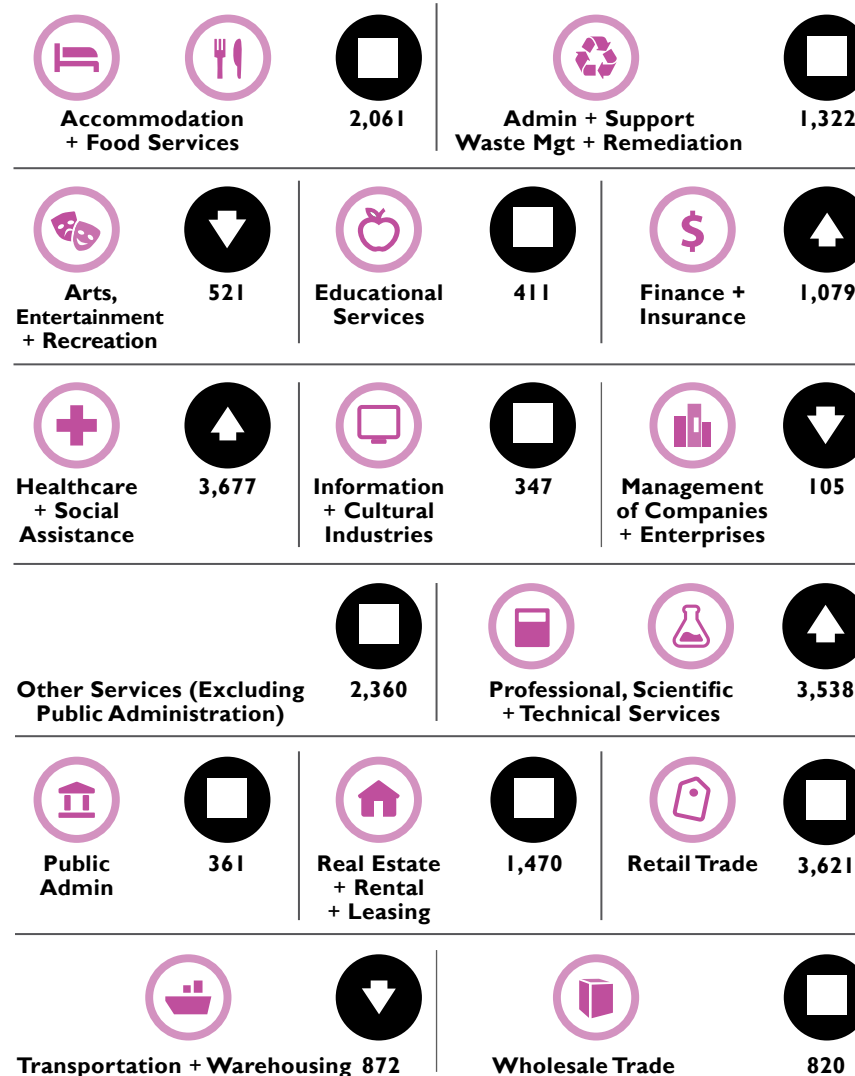 Accommodation
+ Food Services
2,061
Admin + Support
Waste Mgt + Remediation
1,322
Arts,
Entertainment
+ Recreation
521
Educational
Services
411
$
Finance +
Insurance
1,079
Healthcare
+ Social
Assistance
3,677
Information
+ Cultural
Industries
347
Management
of Companies
+ Enterprises
105
Other Services (Excluding
Public Administration)
2,360
Professional, Scientific
+ Technical Services
3,538
Public
Admin
361
Real Estate
+ Rental
+ Leasing
1,470
Retail Trade
3,621
Transportation + Warehousing
872
Wholesale Trade
820